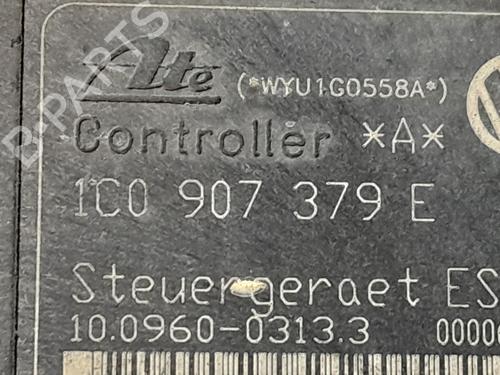 Ate (*WYU1G0558A*)
Controller *A*
1C0 907 379 E
Steuergeraet ES
10.0960-0313.3 0000
B-PARTS